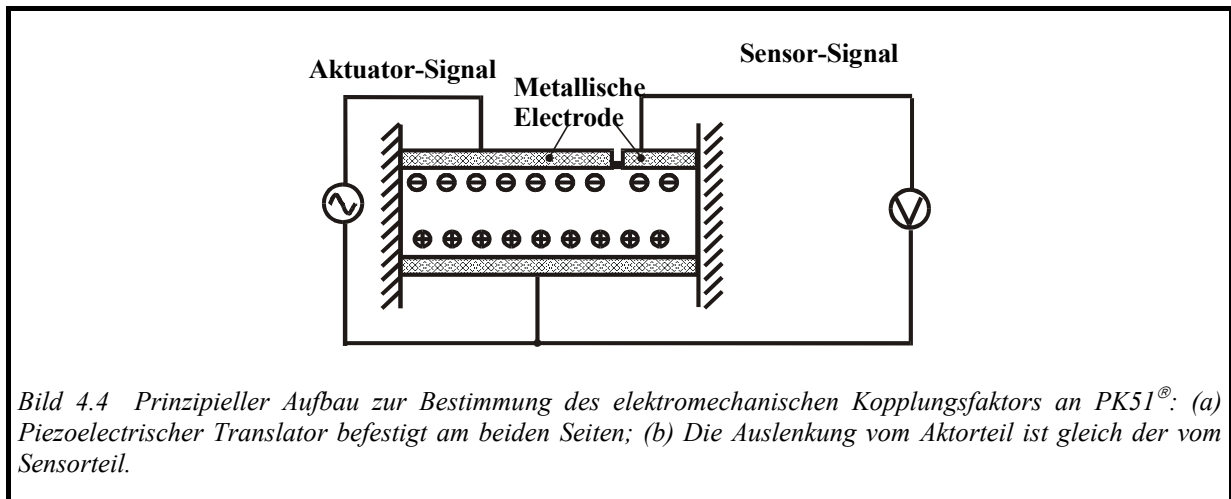 Aktuator-Signal
Sensor-Signal
Metallische
Electrode
V
Bild 4.4 Prinzipieller Aufbau zur Bestimmung des elektromechanischen Kopplungsfaktors an PK51®: (a)
Piezoelectrischer Translator befestigt am beiden Seiten; (b) Die Auslenkung vom Aktorteil ist gleich der vom
Sensorteil.